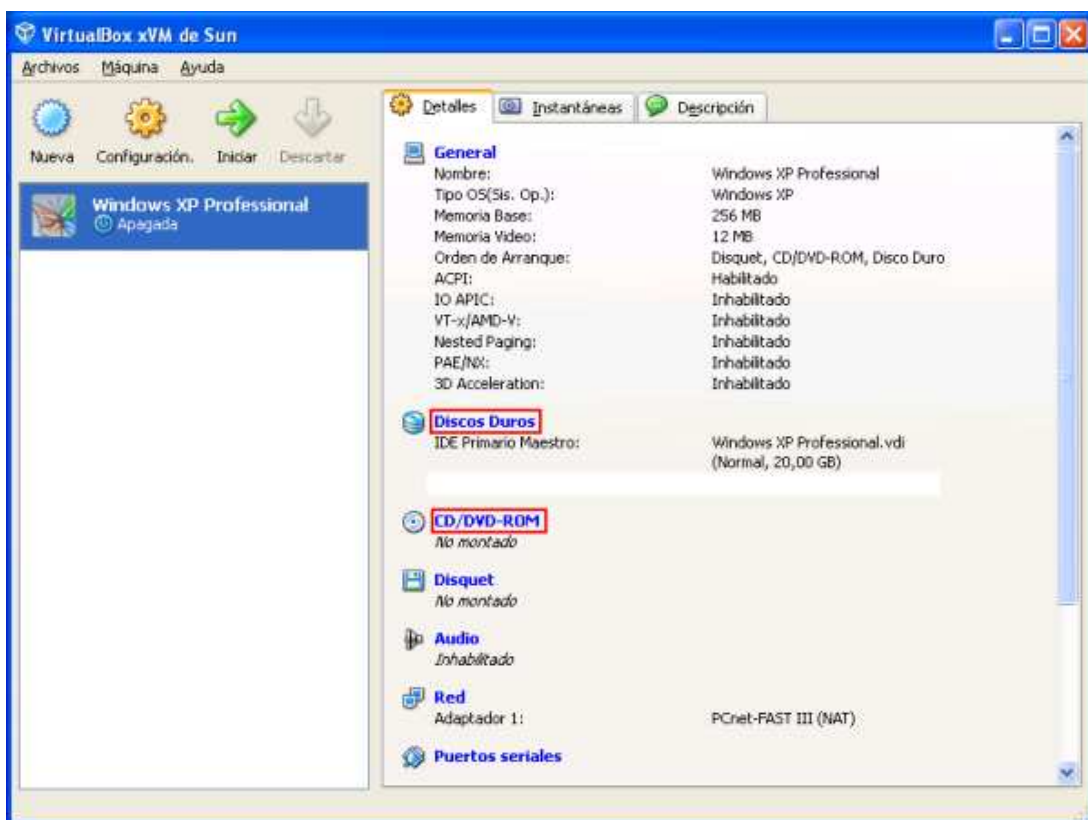 VirtualBox xVM de Sun
Archivos Máquina Ayuda
Nueva Configuración. Iniciar Descartar
Windows XP Professional
Apagada
Detalles Instantáneas Descripción
General
Nombre: Windows XP Professional
Tipo OS(Sis. Op.): Windows XP
Memoria Base: 256 MB
Memoria Video: 12 MB
Orden de Arranque: Disquet, CD/DVD-ROM, Disco Duro
ACPI: Habilitado
IO APIC: Inhabilitado
VT-x/AMD-V: Inhabilitado
Nested Paging: Inhabilitado
PAE/NX: Inhabilitado
3D Acceleration: Inhabilitado
Discos Duros
IDE Primario Maestro: Windows XP Professional.vdi
(Normal, 20,00 GB)
CD/DVD-ROM
No montado
Disquet
No montado
Audio
Inhabilitado
Red
Adaptador 1: PCnet-FAST III (NAT)
Puertos seriales